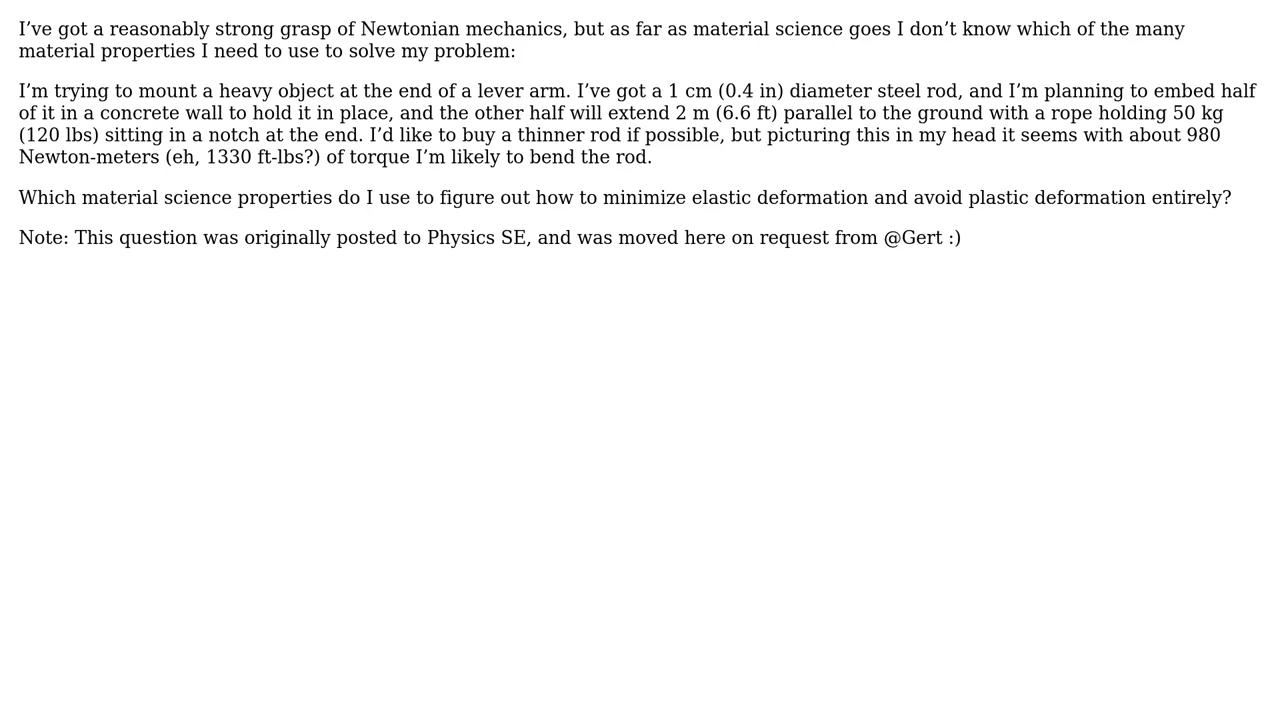 I’ve got a reasonably strong grasp of Newtonian mechanics, but as far as material science goes I don’t know which of the many
material properties I need to use to solve my problem:
I’m trying to mount a heavy object at the end of a lever arm. I’ve got a 1 cm (0.4 in) diameter steel rod, and I’m planning to embed half
of it in a concrete wall to hold it in place, and the other half will extend 2 m (6.6 ft) parallel to the ground with a rope holding 50 kg
(120 lbs) sitting in a notch at the end. I’d like to buy a thinner rod if possible, but picturing this in my head it seems with about 980
Newton-meters (eh, 1330 ft-lbs?) of torque I’m likely to bend the rod.
Which material science properties do I use to figure out how to minimize elastic deformation and avoid plastic deformation entirely?
Note: This question was originally posted to Physics SE, and was moved here on request from @Gert :)